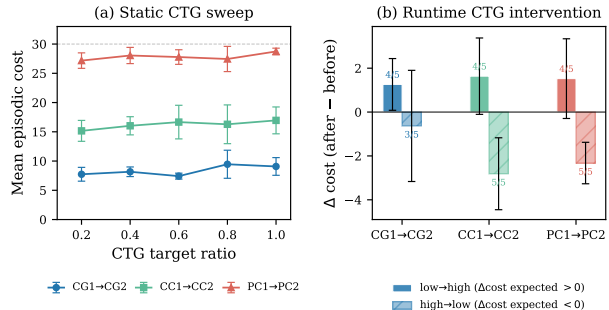 (a) Static CTG sweep
Mean episodic cost
30
25
20
15
10
5
0
0.2 0.4 0.6 0.8 1.0
CTG target ratio
CG1→CG2 CC1→CC2 PC1→PC2
(b) Runtime CTG intervention
Δ cost (after − before)
2
0
−2
−4
4/5
3/5
4/5
5/5
4/5
5/5
CG1→CG2 CC1→CC2 PC1→PC2
low→high (Δcost expected > 0)
high→low (Δcost expected < 0)